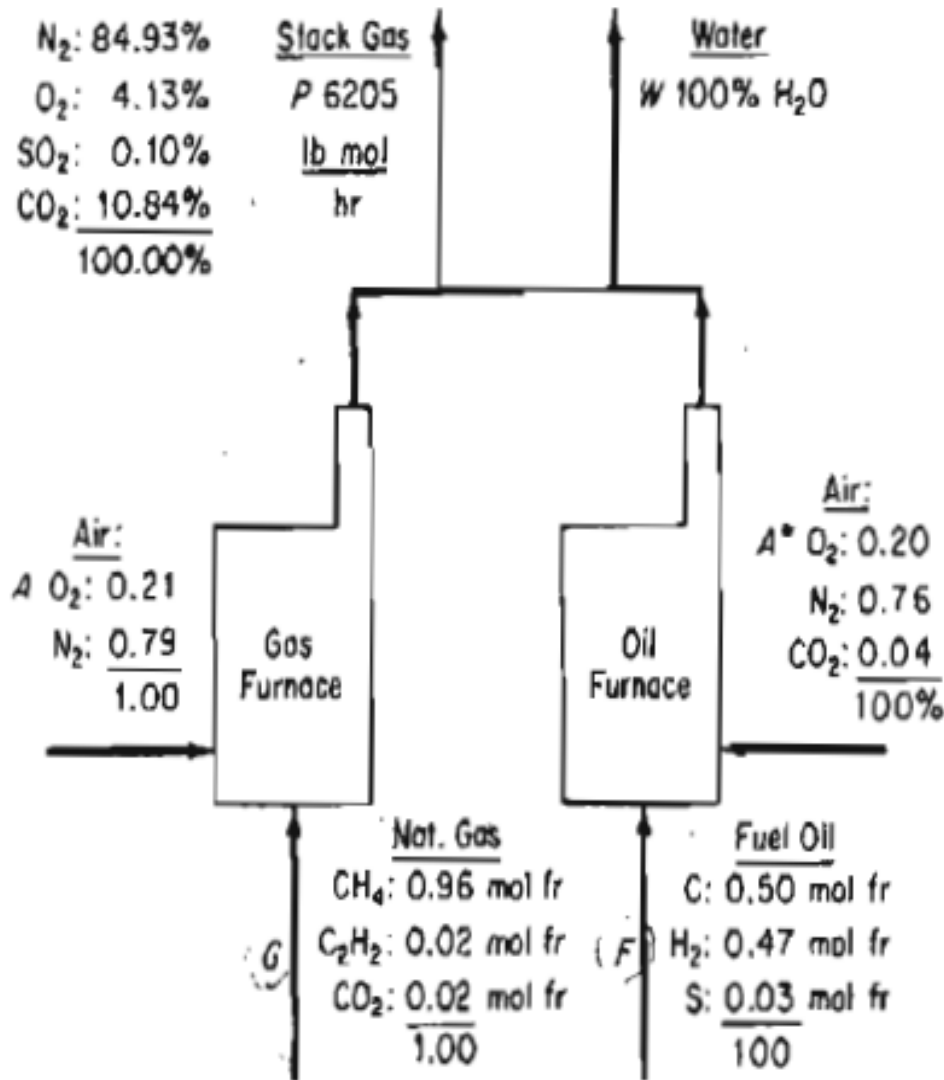 N₂: 84.93%
O₂: 4.13%
SO₂: 0.10%
CO₂: 10.84%
100.00%
Stack Gas
P 6205
lb mol
hr
Water
W 100% H₂O
Air:
A O₂: 0.21
N₂: 0.79
1.00
Gas
Furnace
Oil
Furnace
Air:
A* O₂: 0.20
N₂: 0.76
CO₂: 0.04
100%
Nat. Gas
CH₄: 0.96 mol fr
G C₂H₂: 0.02 mol fr
CO₂: 0.02 mol fr
1.00
Fuel Oil
C: 0.50 mol fr
(F) H₂: 0.47 mol fr
S: 0.03 mol fr
100